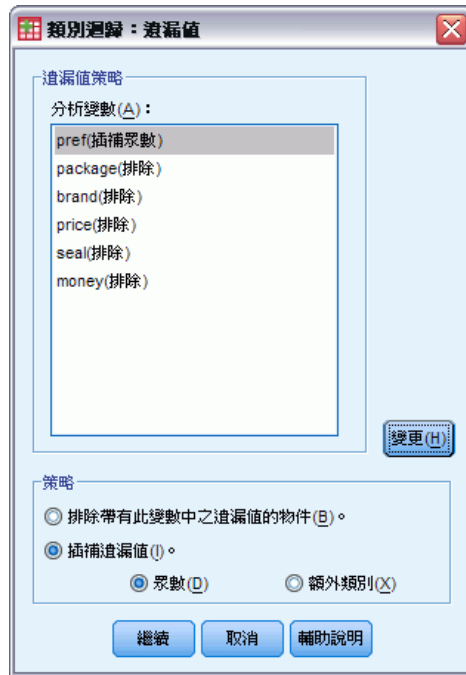 類別迴歸：遺漏值
遺漏值策略
分析變數(A)：
pref(插補眾數)
package(排除)
brand(排除)
price(排除)
seal(排除)
money(排除)
變更(H)
策略
排除帶有此變數中之遺漏值的物件(B)。
插補遺漏值(I)。
眾數(D) 額外類別(X)
繼續 取消 輔助說明